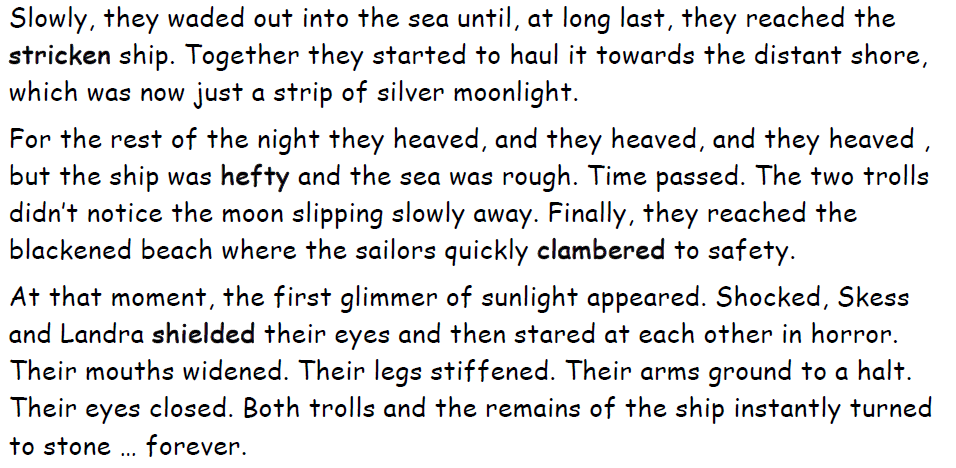 Slowly, they waded out into the sea until, at long last, they reached the
stricken ship. Together they started to haul it towards the distant shore,
which was now just a strip of silver moonlight.
For the rest of the night they heaved, and they heaved, and they heaved ,
but the ship was hefty and the sea was rough. Time passed. The two trolls
didn't notice the moon slipping slowly away. Finally, they reached the
blackened beach where the sailors quickly clambered to safety.
At that moment, the first glimmer of sunlight appeared. Shocked, Skess
and Landra shielded their eyes and then stared at each other in horror.
Their mouths widened. Their legs stiffened. Their arms ground to a halt.
Their eyes closed. Both trolls and the remains of the ship instantly turned
to stone … forever.